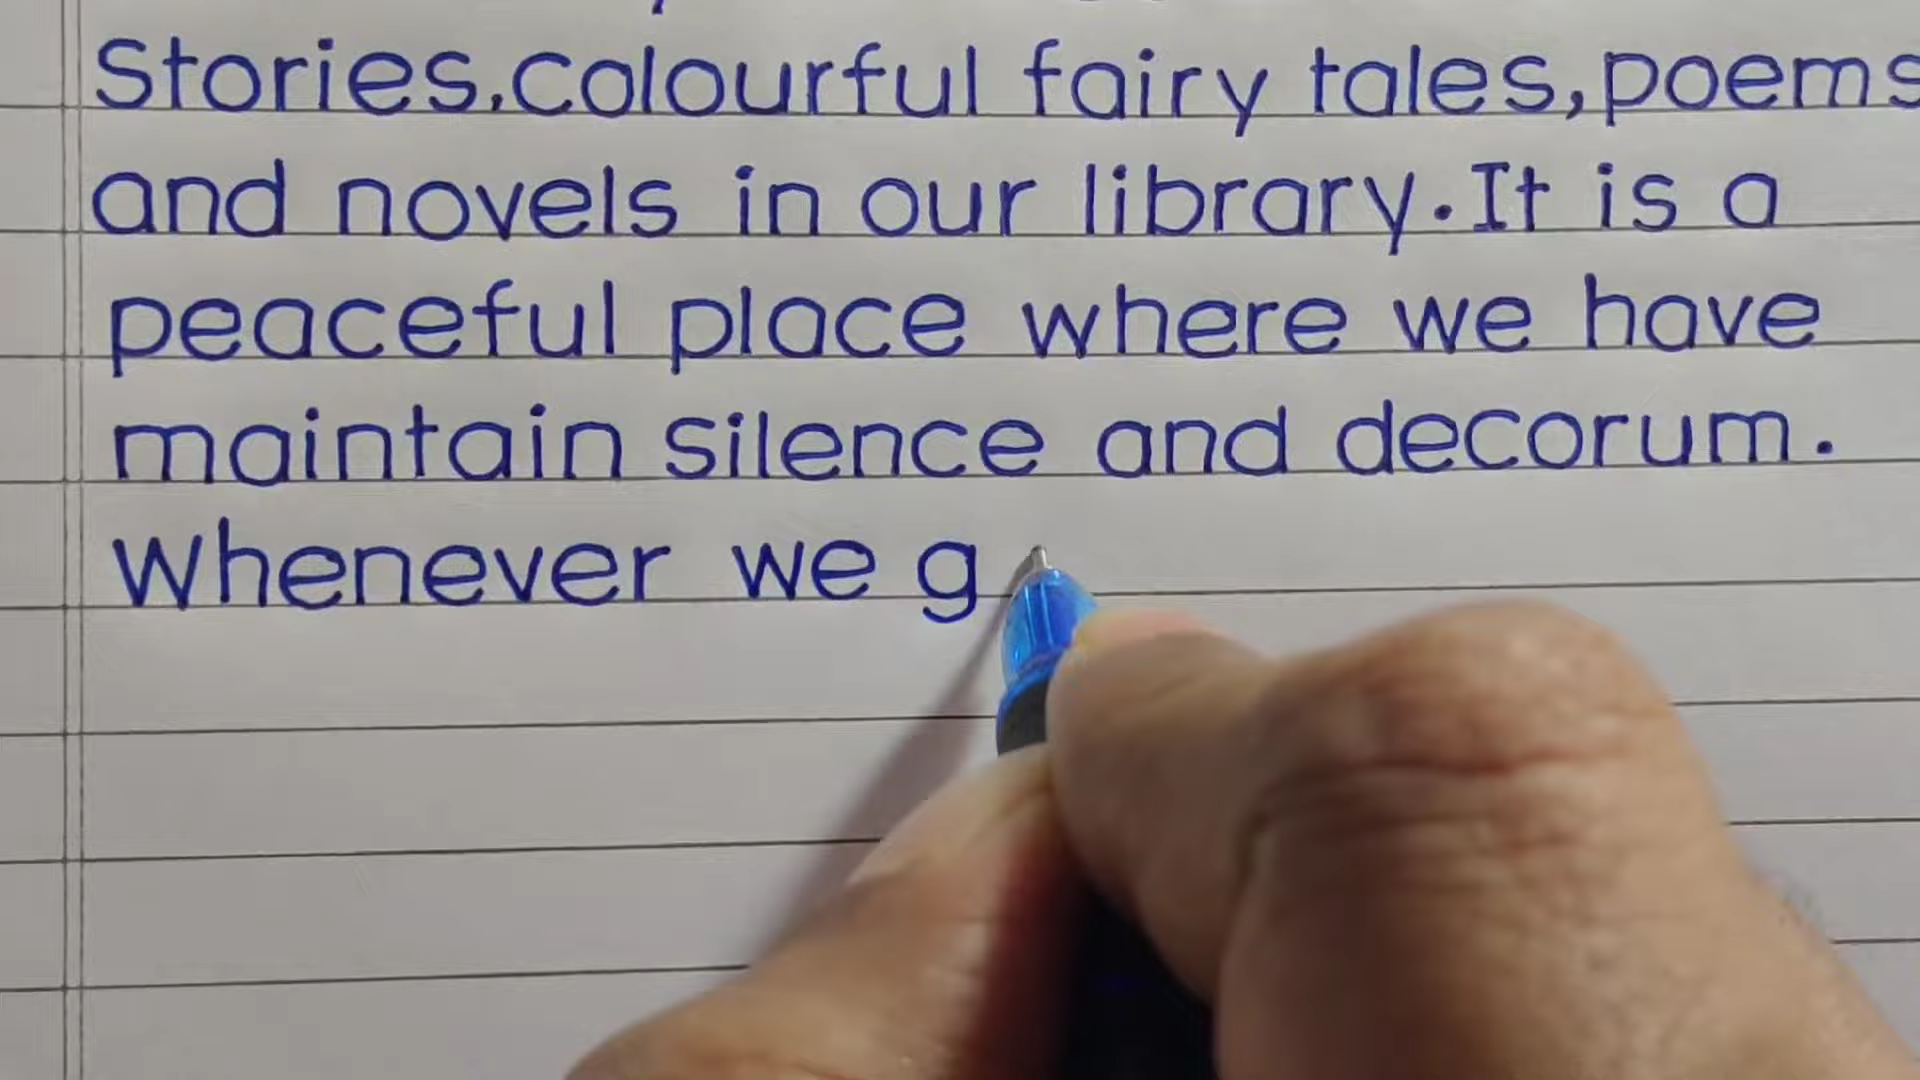 Stories,colourful fairy tales,poems
and novels in our library.It is a
peaceful place where we have
maintain silence and decorum.
Whenever we g